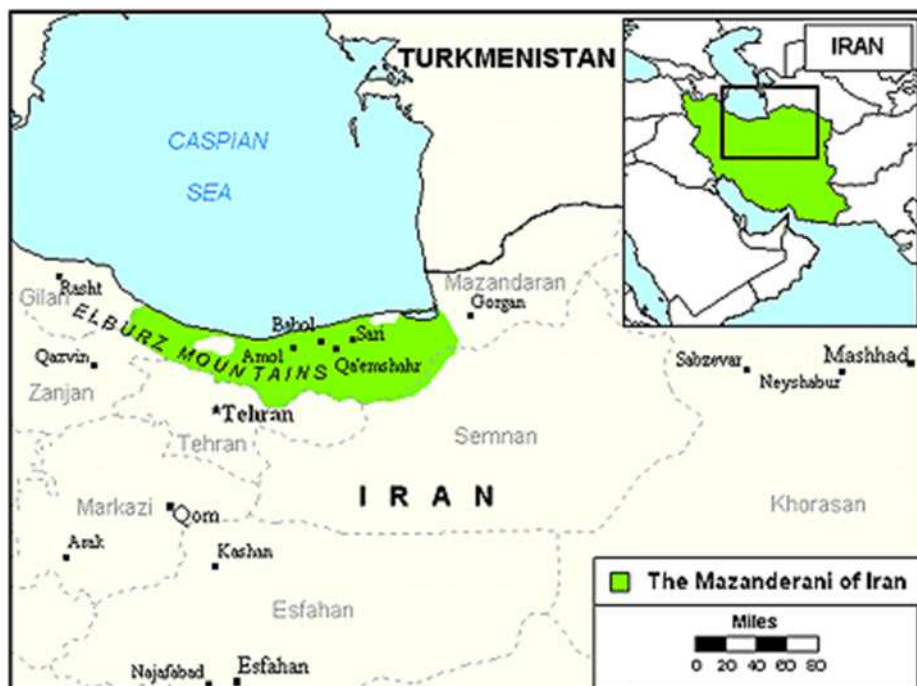 TURKMENISTAN
IRAN
CASPIAN
SEA
Rasht
Gilan
Mazandaran
Gorgan
ELBURZ MOUNTAINS
Babol
Sari
Amol
Qa'emshahr
Qazvin
Zanjan
*Tehran
Tehran
Semnan
Sabzevar
Mashhad
Neyshabur
Markazi
Qom
IRAN
Khorasan
Arak
Kashan
Esfahan
Najafabad
Esfahan
The Mazanderani of Iran
Miles
0 20 40 60 80